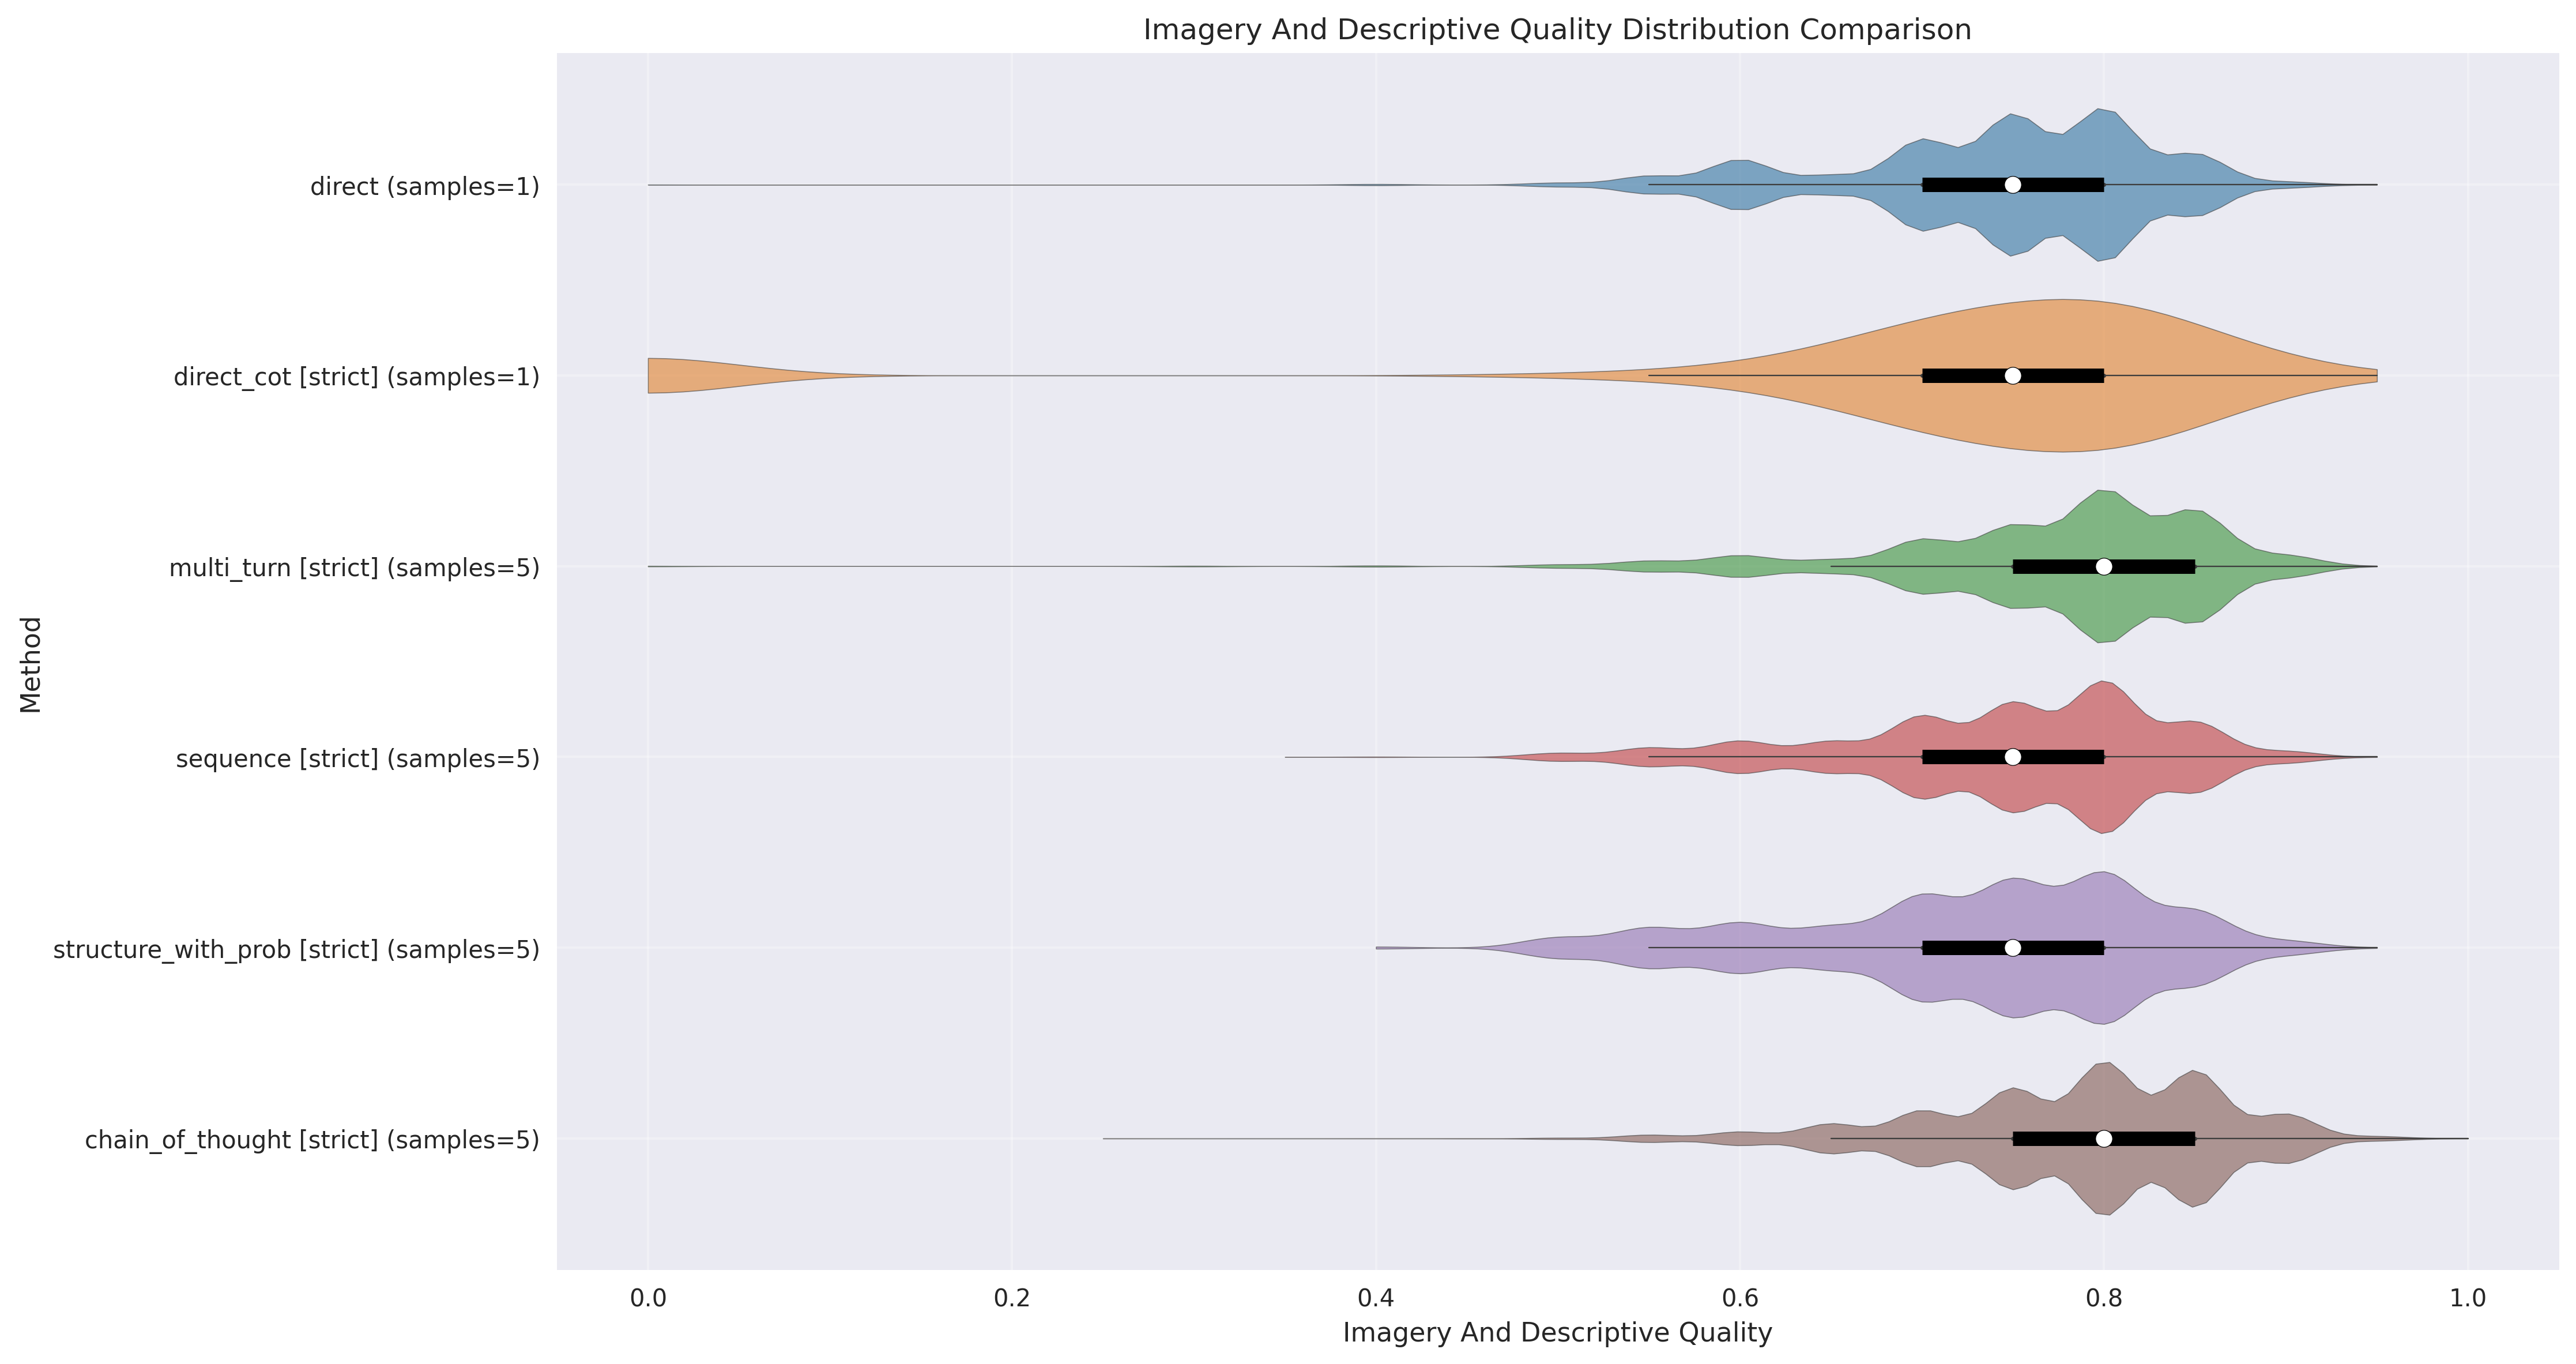 Imagery And Descriptive Quality Distribution Comparison
Method
direct (samples=1)
direct_cot [strict] (samples=1)
multi_turn [strict] (samples=5)
sequence [strict] (samples=5)
structure_with_prob [strict] (samples=5)
chain_of_thought [strict] (samples=5)
0.0 0.2 0.4 0.6 0.8 1.0
Imagery And Descriptive Quality